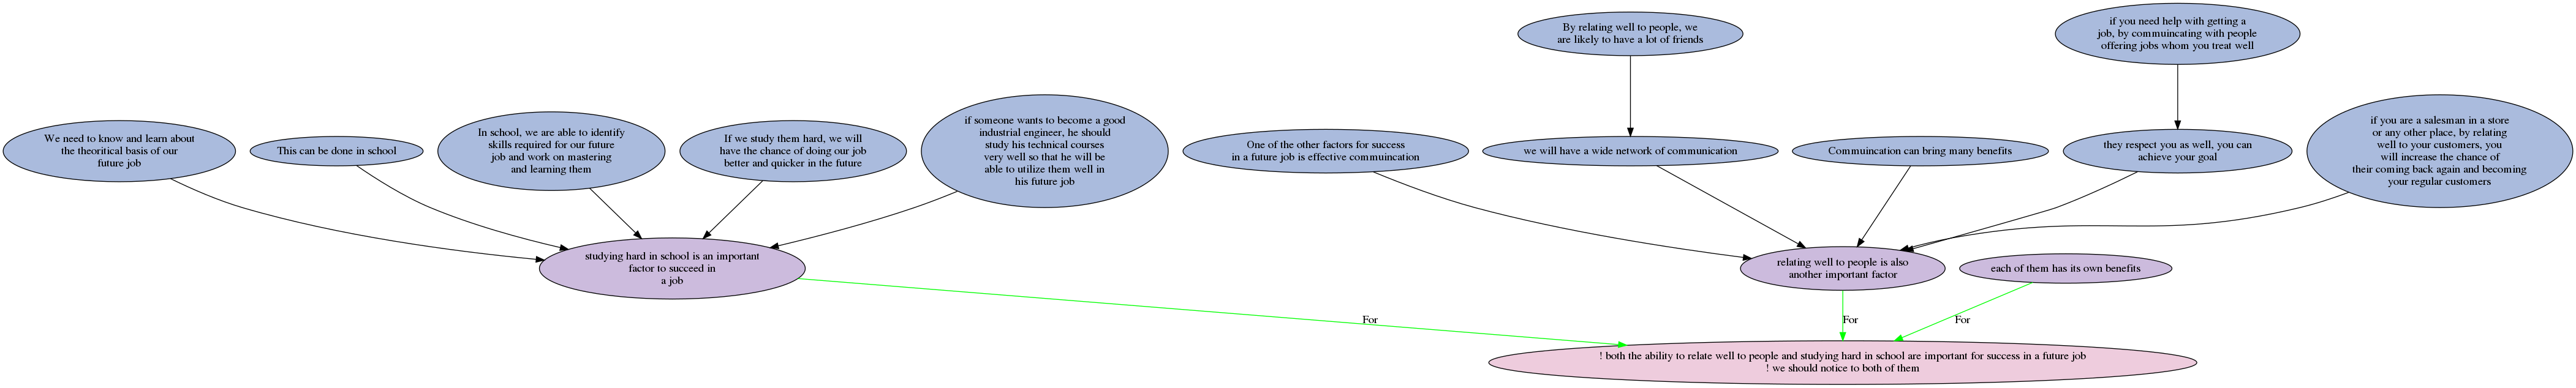 By relating well to people, we
are likely to have a lot of friends
if you need help with getting a
job, by commuincating with people
offering jobs whom you treat well
We need to know and learn about
the theoritical basis of our
future job
This can be done in school
In school, we are able to identify
skills required for our future
job and work on mastering
and learning them
If we study them hard, we will
have the chance of doing our job
better and quicker in the future
if someone wants to become a good
industrial engineer, he should
study his technical courses
very well so that he will be
able to utilize them well in
his future job
One of the other factors for success
in a future job is effective commuincation
we will have a wide network of communication
Commuincation can bring many benefits
they respect you as well, you can
achieve your goal
if you are a salesman in a store
or any other place, by relating
well to your customers, you
will increase the chance of
their coming back again and becoming
your regular customers
studying hard in school is an important
factor to succeed in
a job
relating well to people is also
another important factor
each of them has its own benefits
For
For
For
! both the ability to relate well to people and studying hard in school are important for success in a future job
! we should notice to both of them